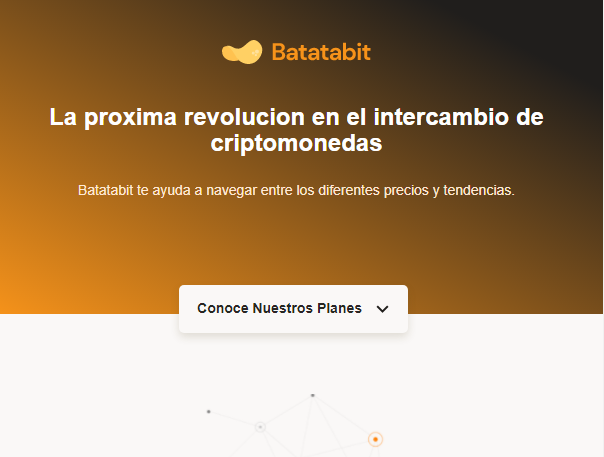 Batatabit
La proxima revolucion en el intercambio de
criptomonedas
Batatabit te ayuda a navegar entre los diferentes precios y tendencias.
Conoce Nuestros Planes